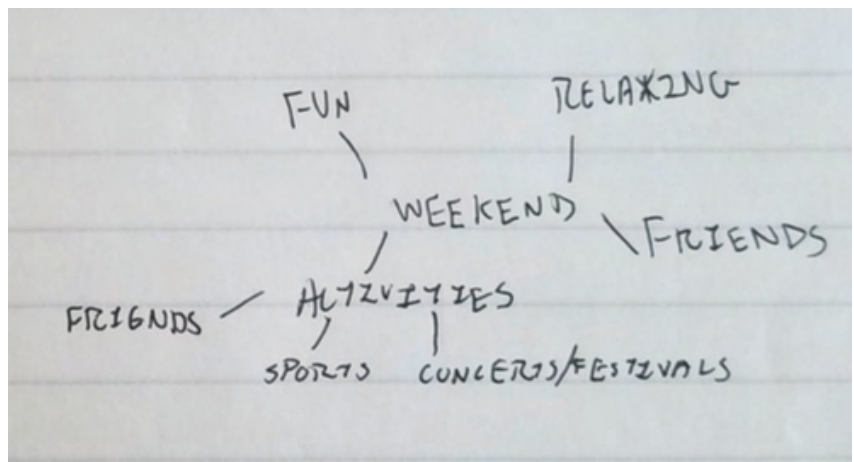 FUN
RELAXING
WEEKEND
FRIENDS
ACTIVITIES
FRIENDS
SPORTS
CONCERTS/FESTIVALS